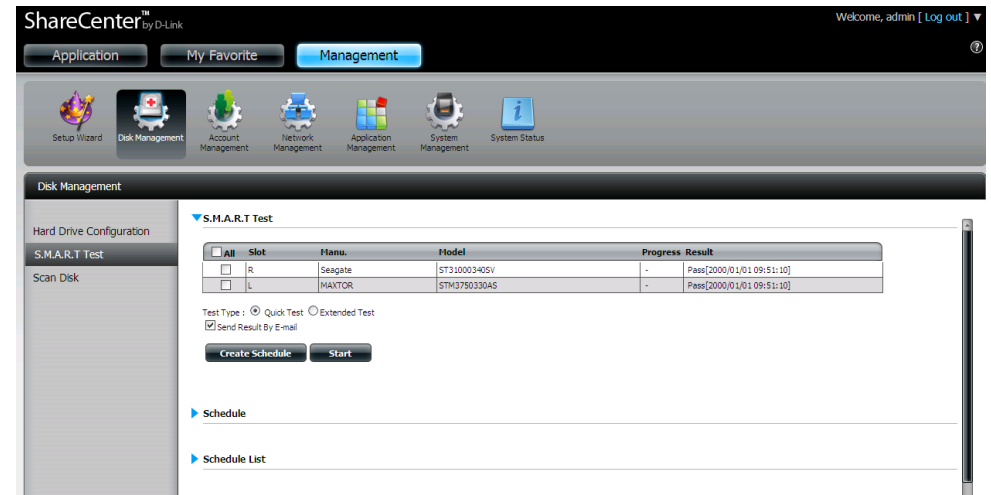 ShareCenter™ by D-Link
Welcome, admin [ Log out ] ▼
Application My Favorite Management
?
Setup Wizard Disk Management Account Management Network Management Application Management System Management System Status
Disk Management
Hard Drive Configuration
S.M.A.R.T Test
Scan Disk
S.M.A.R.T Test
All Slot Manu. Model Progress Result
R Seagate ST31000340SV - Pass[2000/01/01 09:51:10]
L MAXTOR STM3750330AS - Pass[2000/01/01 09:51:10]
Test Type : Quick Test Extended Test
Send Result By E-mail
Create Schedule Start
Schedule
Schedule List